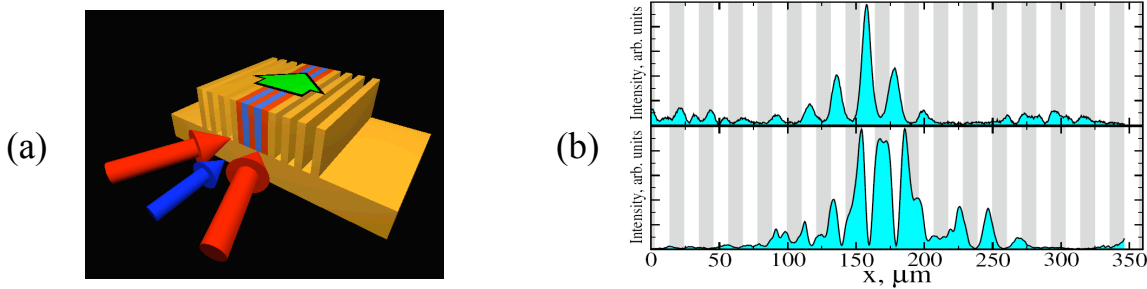 (a)
(b)
Intensity, arb. units
Intensity, arb. units
0 50 100 150 200 250 300 350
x, μm